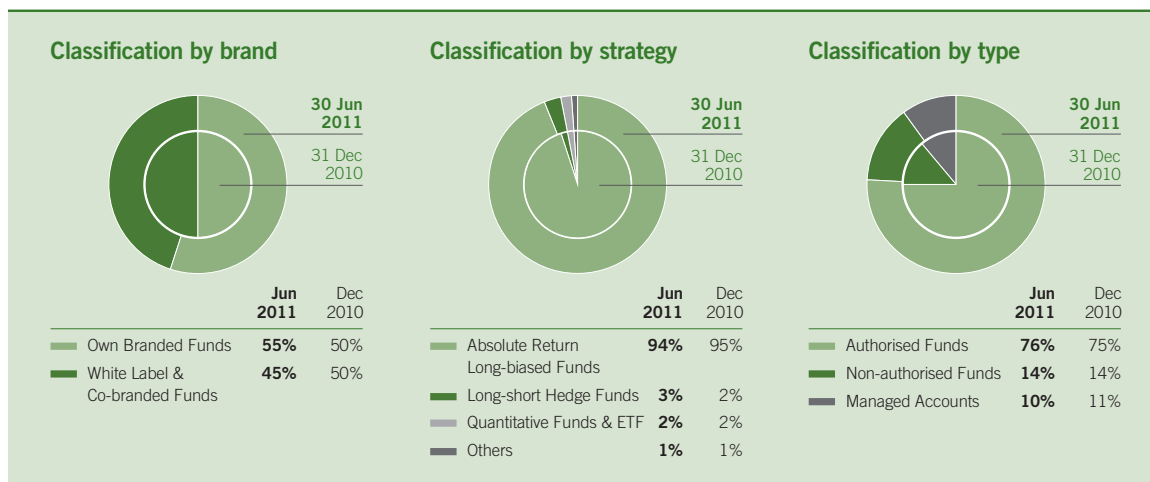 Classification by brand
30 Jun
2011
31 Dec
2010
Jun
2011
Dec
2010
Own Branded Funds 55% 50%
White Label & 45% 50%
Co-branded Funds
Classification by strategy
30 Jun
2011
31 Dec
2010
Jun
2011
Dec
2010
Absolute Return 94% 95%
Long-biased Funds
Long-short Hedge Funds 3% 2%
Quantitative Funds & ETF 2% 2%
Others 1% 1%
Classification by type
30 Jun
2011
31 Dec
2010
Jun
2011
Dec
2010
Authorised Funds 76% 75%
Non-authorised Funds 14% 14%
Managed Accounts 10% 11%